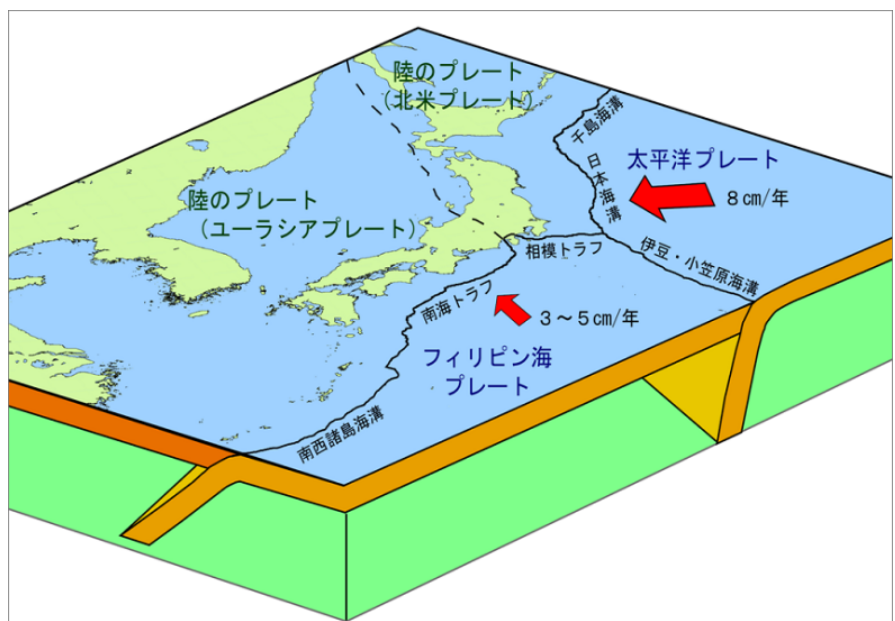 陸のプレート
（北米プレート）
千島海溝
日本海溝
太平洋プレート
8㎝/年
陸のプレート
（ユーラシアプレート）
相模トラフ
伊豆・小笠原海溝
南海トラフ
3～5㎝/年
フィリピン海
プレート
南西諸島海溝